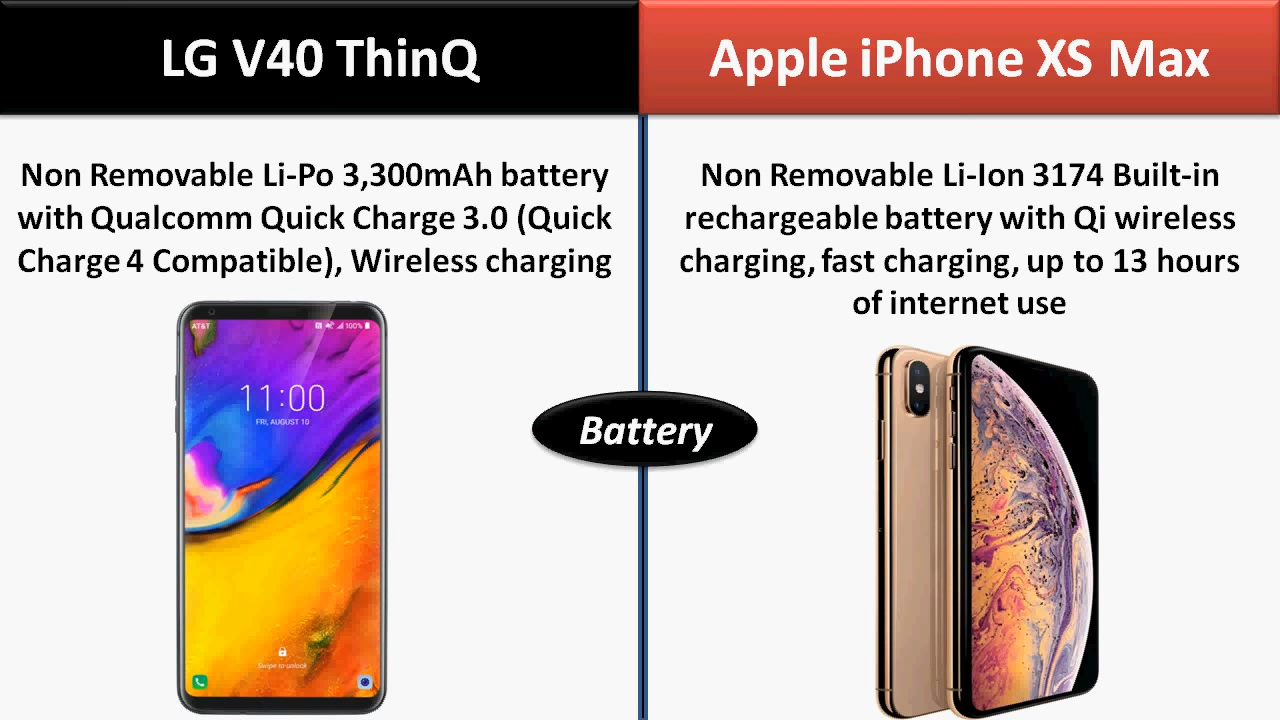 LG V40 ThinQ
Apple iPhone XS Max
Non Removable Li-Po 3,300mAh battery
with Qualcomm Quick Charge 3.0 (Quick
Charge 4 Compatible), Wireless charging
Non Removable Li-Ion 3174 Built-in
rechargeable battery with Qi wireless
charging, fast charging, up to 13 hours
of internet use
Battery
AT&T
100%
11:00
FRI, AUGUST 10
Swipe to unlock